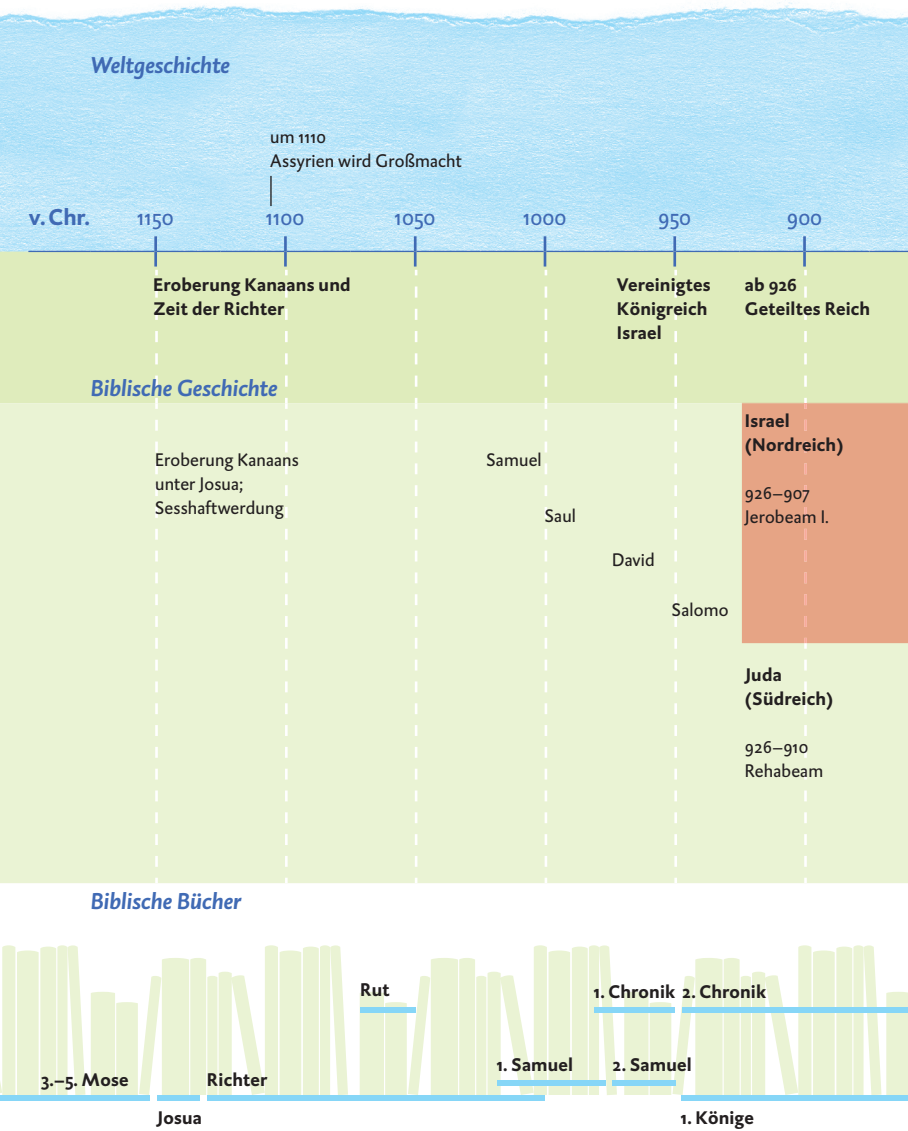 Weltgeschichte
um 1110
Assyrien wird Großmacht
v. Chr. 1150 1100 1050 1000 950 900
Eroberung Kanaans und
Zeit der Richter
Vereinigtes
Königreich
Israel
ab 926
Geteiltes Reich
Biblische Geschichte
Eroberung Kanaans
unter Josua;
Sesshaftwerdung
Samuel
Saul
David
Salomo
Israel
(Nordreich)
926–907
Jerobeam I.
Juda
(Südreich)
926–910
Rehabeam
Biblische Bücher
Rut
1. Chronik 2. Chronik
1. Samuel 2. Samuel
3.–5. Mose Richter
Josua 1. Könige